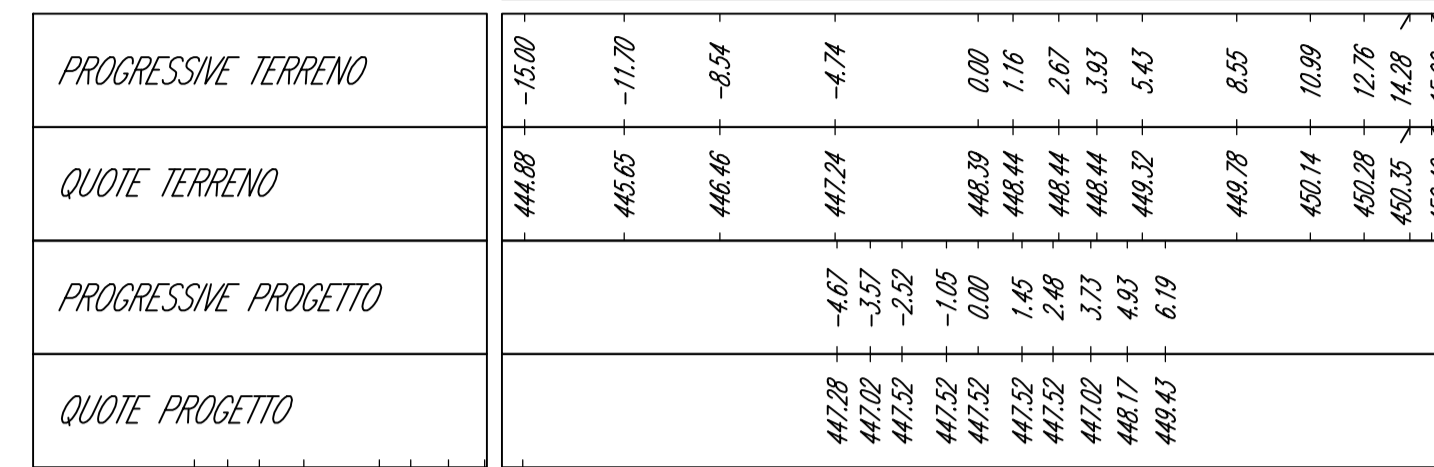 PROGRESSIVE TERRENO -15.00 -11.70 -8.54 -4.74 0.00 1.16 2.67 3.93 5.43 8.55 10.99 12.76 14.28
QUOTE TERRENO 444.88 445.65 446.46 447.24 448.39 448.44 448.44 448.44 449.32 449.78 450.14 450.28 450.35
PROGRESSIVE PROGETTO -4.67 -3.57 -2.52 -1.05 0.00 1.45 2.48 3.73 4.93 6.19
QUOTE PROGETTO 447.28 447.02 447.52 447.52 447.52 447.52 447.52 447.02 448.17 449.43